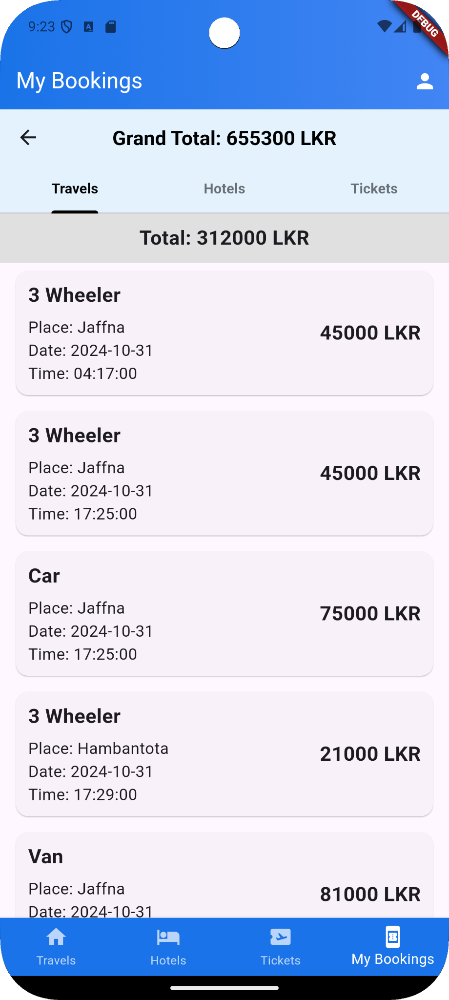 9:23
DEBUG
My Bookings
Grand Total: 655300 LKR
Travels
Hotels
Tickets
Total: 312000 LKR
3 Wheeler
Place: Jaffna
Date: 2024-10-31
Time: 04:17:00
45000 LKR
3 Wheeler
Place: Jaffna
Date: 2024-10-31
Time: 17:25:00
45000 LKR
Car
Place: Jaffna
Date: 2024-10-31
Time: 17:25:00
75000 LKR
3 Wheeler
Place: Hambantota
Date: 2024-10-31
Time: 17:29:00
21000 LKR
Van
Place: Jaffna
Date: 2024-10-31
81000 LKR
Travels
Hotels
Tickets
My Bookings